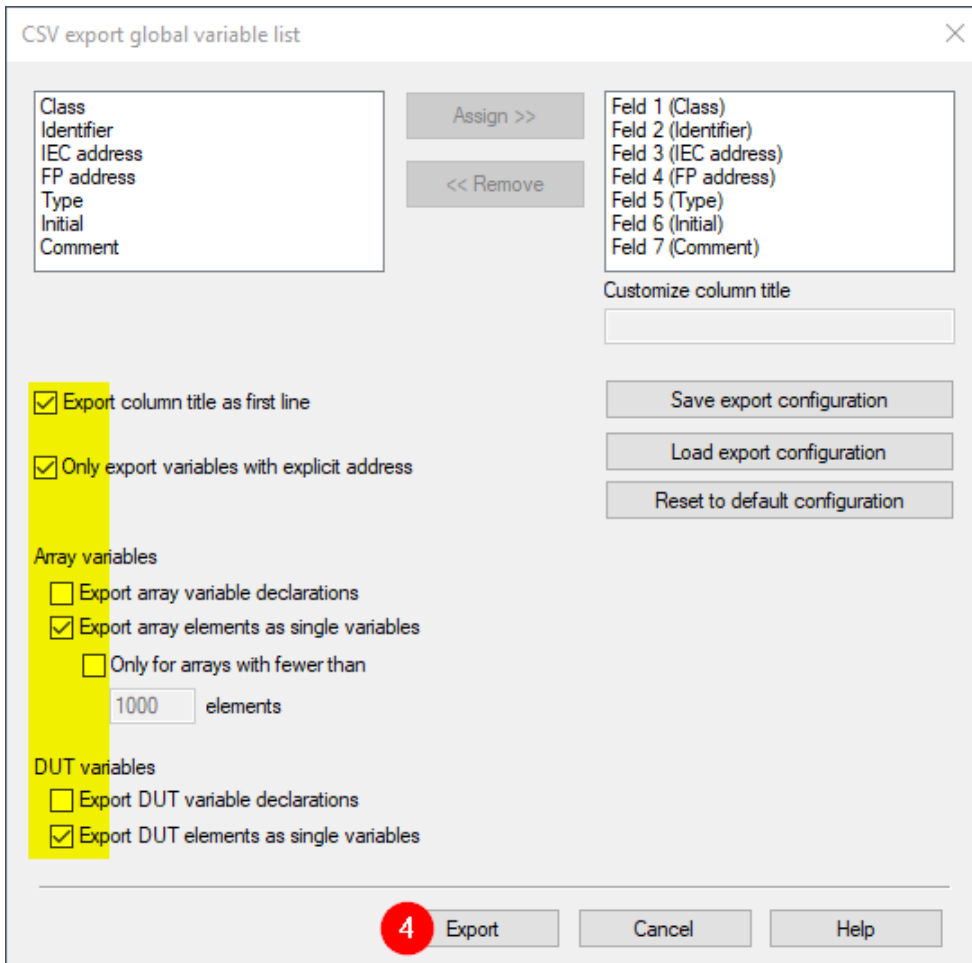 CSV export global variable list
Class
Identifier
IEC address
FP address
Type
Initial
Comment
Assign >>
<< Remove
Feld 1 (Class)
Feld 2 (Identifier)
Feld 3 (IEC address)
Feld 4 (FP address)
Feld 5 (Type)
Feld 6 (Initial)
Feld 7 (Comment)
Customize column title
Export column title as first line
Only export variables with explicit address
Save export configuration
Load export configuration
Reset to default configuration
Array variables
Export array variable declarations
Export array elements as single variables
Only for arrays with fewer than
1000 elements
DUT variables
Export DUT variable declarations
Export DUT elements as single variables
4 Export
Cancel
Help